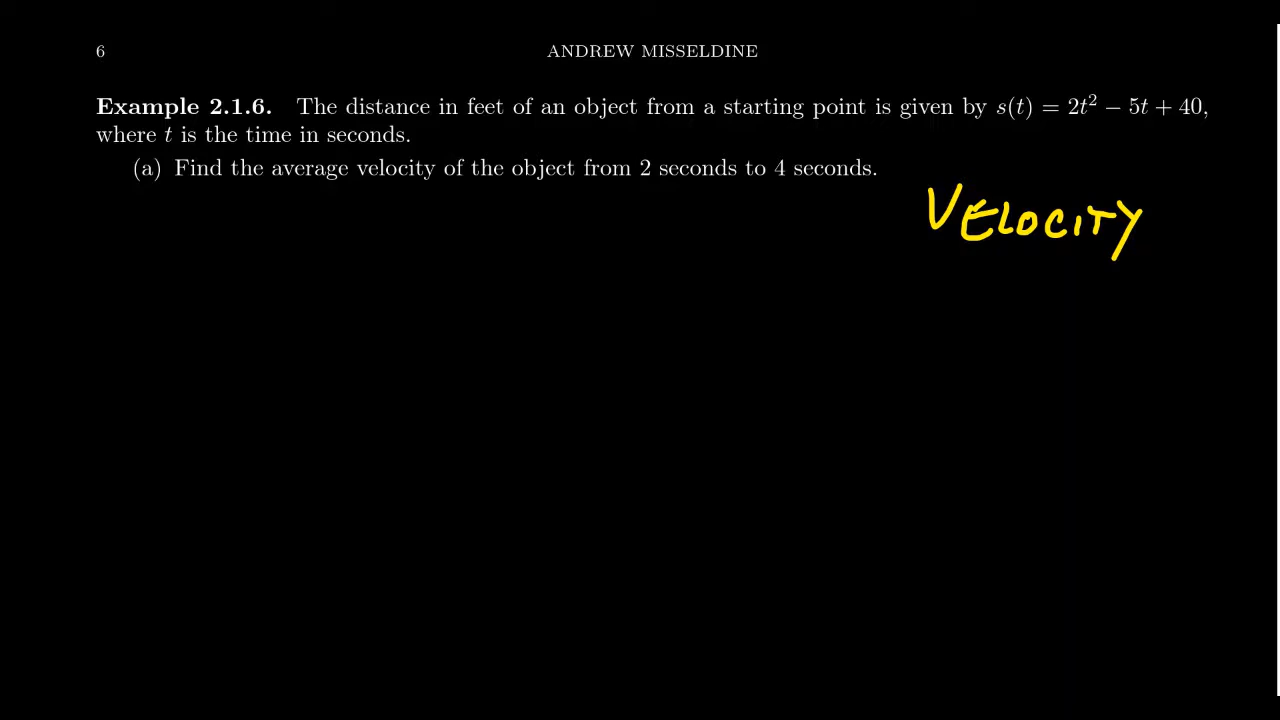 6 ANDREW MISSELDINE
Example 2.1.6. The distance in feet of an object from a starting point is given by s(t) = 2t² − 5t + 40,
where t is the time in seconds.
(a) Find the average velocity of the object from 2 seconds to 4 seconds.
VELOCITY